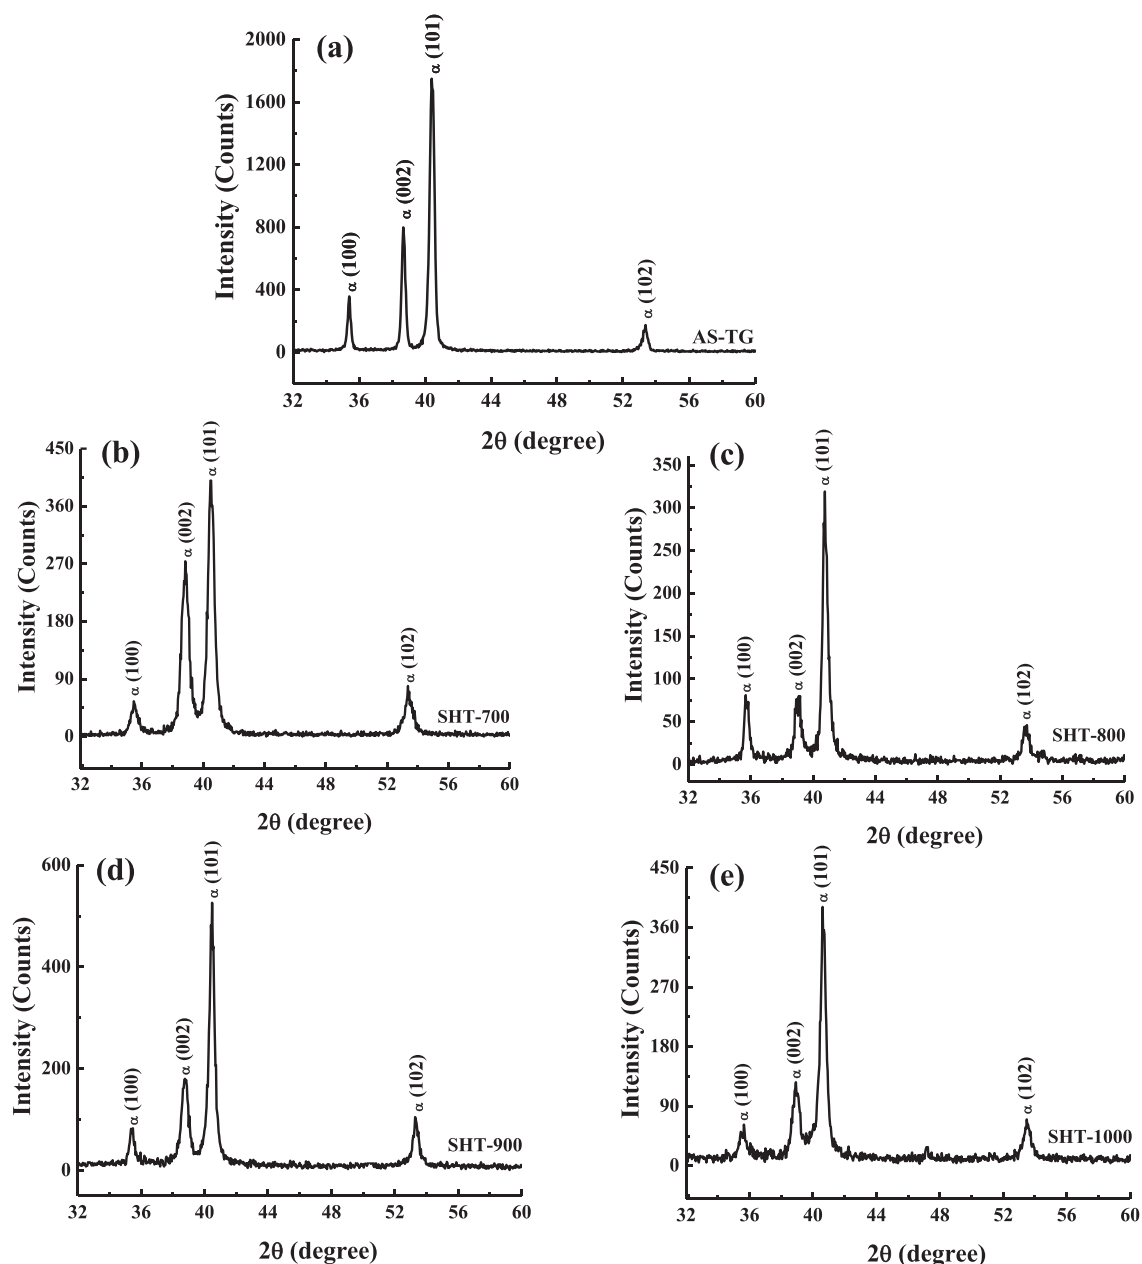 (a)
α (101)
α (002)
α (100)
α (102)
AS-TG
2000
1600
1200
800
400
0
Intensity (Counts)
32 36 40 44 48 52 56 60
2θ (degree)
(b)
α (101)
α (002)
α (100)
α (102)
SHT-700
450
360
270
180
90
0
Intensity (Counts)
32 36 40 44 48 52 56 60
2θ (degree)
(c)
α (101)
α (100)
α (002)
α (102)
SHT-800
350
300
250
200
150
100
50
0
Intensity (Counts)
32 36 40 44 48 52 56 60
2θ (degree)
(d)
α (101)
α (002)
α (100)
α (102)
SHT-900
600
400
200
0
Intensity (Counts)
32 36 40 44 48 52 56 60
2θ (degree)
(e)
α (101)
α (002)
α (100)
α (102)
SHT-1000
450
360
270
180
90
0
Intensity (Counts)
32 36 40 44 48 52 56 60
2θ (degree)